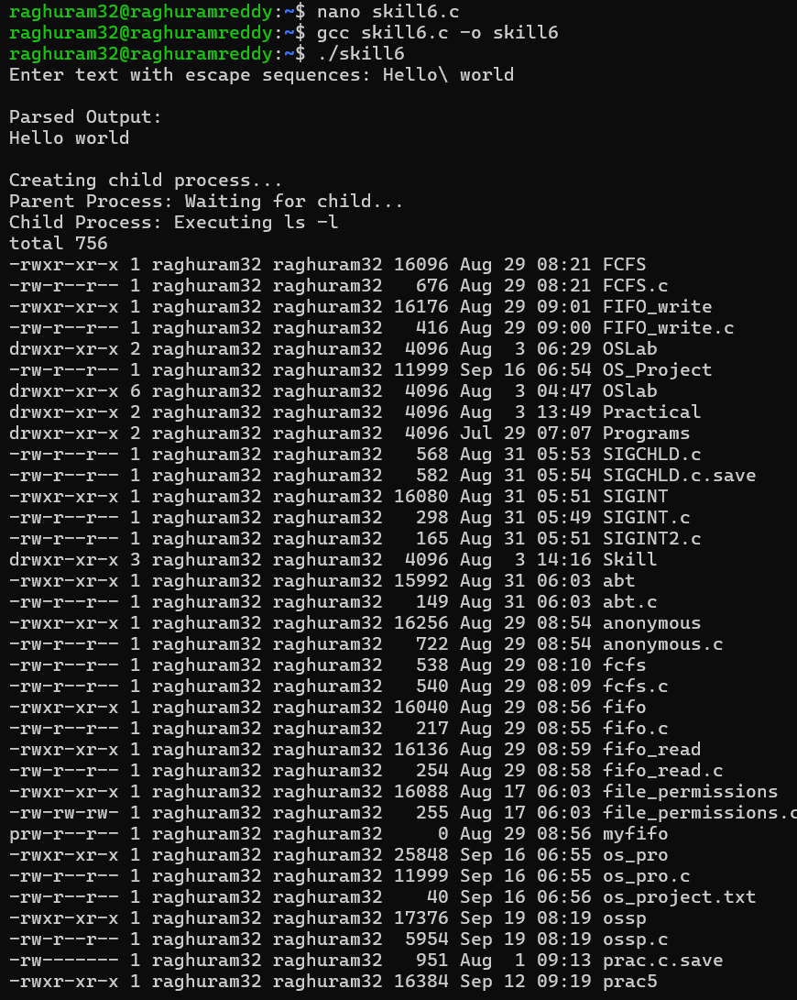 raghuram32@raghuramreddy:~$ nano skill6.c
raghuram32@raghuramreddy:~$ gcc skill6.c -o skill6
raghuram32@raghuramreddy:~$ ./skill6
Enter text with escape sequences: Hello\ world
Parsed Output:
Hello world
Creating child process...
Parent Process: Waiting for child...
Child Process: Executing ls -l
total 756
-rwxr-xr-x 1 raghuram32 raghuram32 16096 Aug 29 08:21 FCFS
-rw-r--r-- 1 raghuram32 raghuram32   676 Aug 29 08:21 FCFS.c
-rwxr-xr-x 1 raghuram32 raghuram32 16176 Aug 29 09:01 FIFO_write
-rw-r--r-- 1 raghuram32 raghuram32   416 Aug 29 09:00 FIFO_write.c
drwxr-xr-x 2 raghuram32 raghuram32  4096 Aug  3 06:29 OSLab
-rw-r--r-- 1 raghuram32 raghuram32 11999 Sep 16 06:54 OS_Project
drwxr-xr-x 6 raghuram32 raghuram32  4096 Aug  3 04:47 OSlab
drwxr-xr-x 2 raghuram32 raghuram32  4096 Aug  3 13:49 Practical
drwxr-xr-x 2 raghuram32 raghuram32  4096 Jul 29 07:07 Programs
-rw-r--r-- 1 raghuram32 raghuram32   568 Aug 31 05:53 SIGCHLD.c
-rw-r--r-- 1 raghuram32 raghuram32   582 Aug 31 05:54 SIGCHLD.c.save
-rwxr-xr-x 1 raghuram32 raghuram32 16080 Aug 31 05:51 SIGINT
-rw-r--r-- 1 raghuram32 raghuram32   298 Aug 31 05:49 SIGINT.c
-rw-r--r-- 1 raghuram32 raghuram32   165 Aug 31 05:51 SIGINT2.c
drwxr-xr-x 3 raghuram32 raghuram32  4096 Aug  3 14:16 Skill
-rwxr-xr-x 1 raghuram32 raghuram32 15992 Aug 31 06:03 abt
-rw-r--r-- 1 raghuram32 raghuram32   149 Aug 31 06:03 abt.c
-rwxr-xr-x 1 raghuram32 raghuram32 16256 Aug 29 08:54 anonymous
-rw-r--r-- 1 raghuram32 raghuram32   722 Aug 29 08:54 anonymous.c
-rw-r--r-- 1 raghuram32 raghuram32   538 Aug 29 08:10 fcfs
-rw-r--r-- 1 raghuram32 raghuram32   540 Aug 29 08:09 fcfs.c
-rwxr-xr-x 1 raghuram32 raghuram32 16040 Aug 29 08:56 fifo
-rw-r--r-- 1 raghuram32 raghuram32   217 Aug 29 08:55 fifo.c
-rwxr-xr-x 1 raghuram32 raghuram32 16136 Aug 29 08:59 fifo_read
-rw-r--r-- 1 raghuram32 raghuram32   254 Aug 29 08:58 fifo_read.c
-rwxr-xr-x 1 raghuram32 raghuram32 16088 Aug 17 06:03 file_permissions
-rw-rw-rw- 1 raghuram32 raghuram32   255 Aug 17 06:03 file_permissions.c
prw-r--r-- 1 raghuram32 raghuram32     0 Aug 29 08:56 myfifo
-rwxr-xr-x 1 raghuram32 raghuram32 25848 Sep 16 06:55 os_pro
-rw-r--r-- 1 raghuram32 raghuram32 11999 Sep 16 06:55 os_pro.c
-rw-r--r-- 1 raghuram32 raghuram32    40 Sep 16 06:56 os_project.txt
-rwxr-xr-x 1 raghuram32 raghuram32 17376 Sep 19 08:19 ossp
-rw-r--r-- 1 raghuram32 raghuram32  5954 Sep 19 08:19 ossp.c
-rw------- 1 raghuram32 raghuram32   951 Aug  1 09:13 prac.c.save
-rwxr-xr-x 1 raghuram32 raghuram32 16384 Sep 12 09:19 prac5